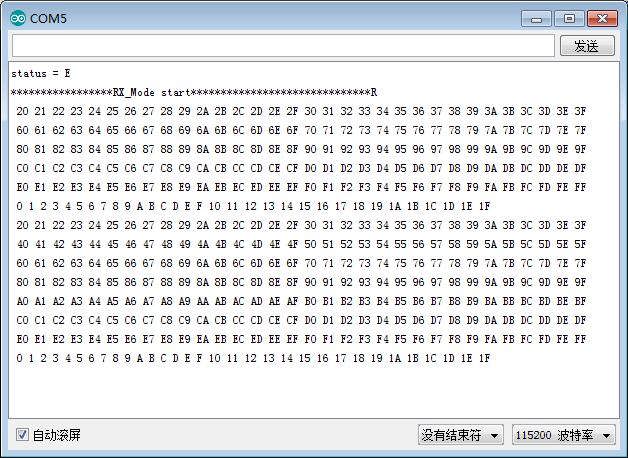 COM5
发送
status = E
*****************RX_Mode start******************************R
20 21 22 23 24 25 26 27 28 29 2A 2B 2C 2D 2E 2F 30 31 32 33 34 35 36 37 38 39 3A 3B 3C 3D 3E 3F
60 61 62 63 64 65 66 67 68 69 6A 6B 6C 6D 6E 6F 70 71 72 73 74 75 76 77 78 79 7A 7B 7C 7D 7E 7F
80 81 82 83 84 85 86 87 88 89 8A 8B 8C 8D 8E 8F 90 91 92 93 94 95 96 97 98 99 9A 9B 9C 9D 9E 9F
C0 C1 C2 C3 C4 C5 C6 C7 C8 C9 CA CB CC CD CE CF D0 D1 D2 D3 D4 D5 D6 D7 D8 D9 DA DB DC DD DE DF
E0 E1 E2 E3 E4 E5 E6 E7 E8 E9 EA EB EC ED EE EF F0 F1 F2 F3 F4 F5 F6 F7 F8 F9 FA FB FC FD FE FF
0 1 2 3 4 5 6 7 8 9 A B C D E F 10 11 12 13 14 15 16 17 18 19 1A 1B 1C 1D 1E 1F
20 21 22 23 24 25 26 27 28 29 2A 2B 2C 2D 2E 2F 30 31 32 33 34 35 36 37 38 39 3A 3B 3C 3D 3E 3F
40 41 42 43 44 45 46 47 48 49 4A 4B 4C 4D 4E 4F 50 51 52 53 54 55 56 57 58 59 5A 5B 5C 5D 5E 5F
60 61 62 63 64 65 66 67 68 69 6A 6B 6C 6D 6E 6F 70 71 72 73 74 75 76 77 78 79 7A 7B 7C 7D 7E 7F
80 81 82 83 84 85 86 87 88 89 8A 8B 8C 8D 8E 8F 90 91 92 93 94 95 96 97 98 99 9A 9B 9C 9D 9E 9F
A0 A1 A2 A3 A4 A5 A6 A7 A8 A9 AA AB AC AD AE AF B0 B1 B2 B3 B4 B5 B6 B7 B8 B9 BA BB BC BD BE BF
C0 C1 C2 C3 C4 C5 C6 C7 C8 C9 CA CB CC CD CE CF D0 D1 D2 D3 D4 D5 D6 D7 D8 D9 DA DB DC DD DE DF
E0 E1 E2 E3 E4 E5 E6 E7 E8 E9 EA EB EC ED EE EF F0 F1 F2 F3 F4 F5 F6 F7 F8 F9 FA FB FC FD FE FF
0 1 2 3 4 5 6 7 8 9 A B C D E F 10 11 12 13 14 15 16 17 18 19 1A 1B 1C 1D 1E 1F
自动滚屏
没有结束符
115200 波特率